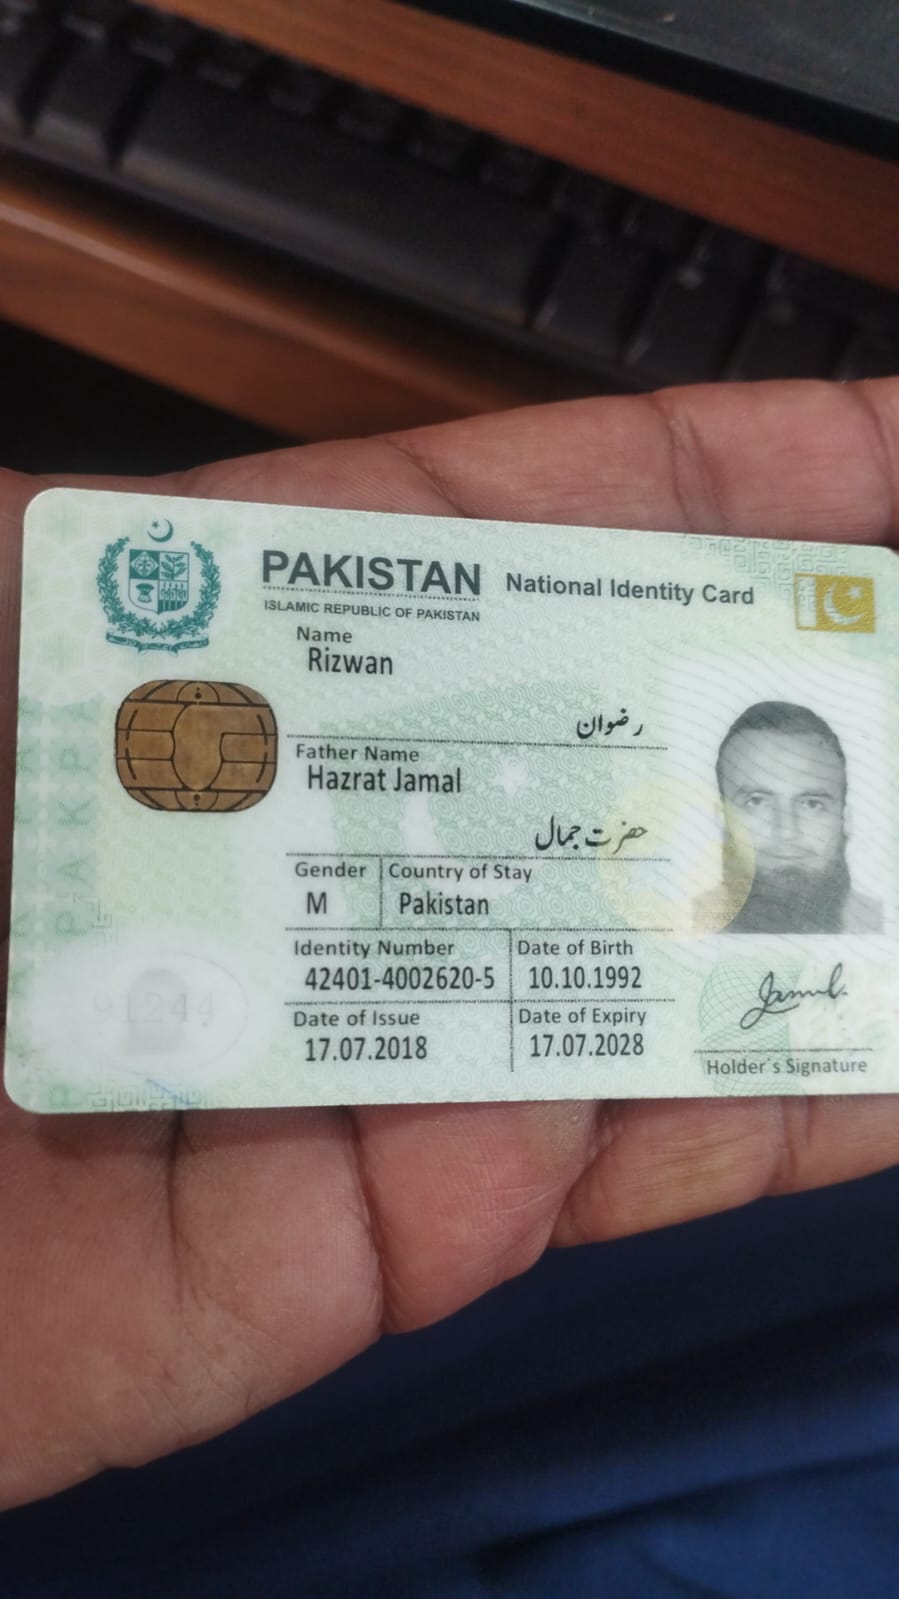 PAKISTAN National Identity Card
ISLAMIC REPUBLIC OF PAKISTAN
Name
Rizwan
رضوان
Father Name
Hazrat Jamal
حضرت جمال
Gender Country of Stay
M Pakistan
Identity Number Date of Birth
42401-4002620-5 10.10.1992
Date of Issue Date of Expiry
17.07.2018 17.07.2028
Holder's Signature